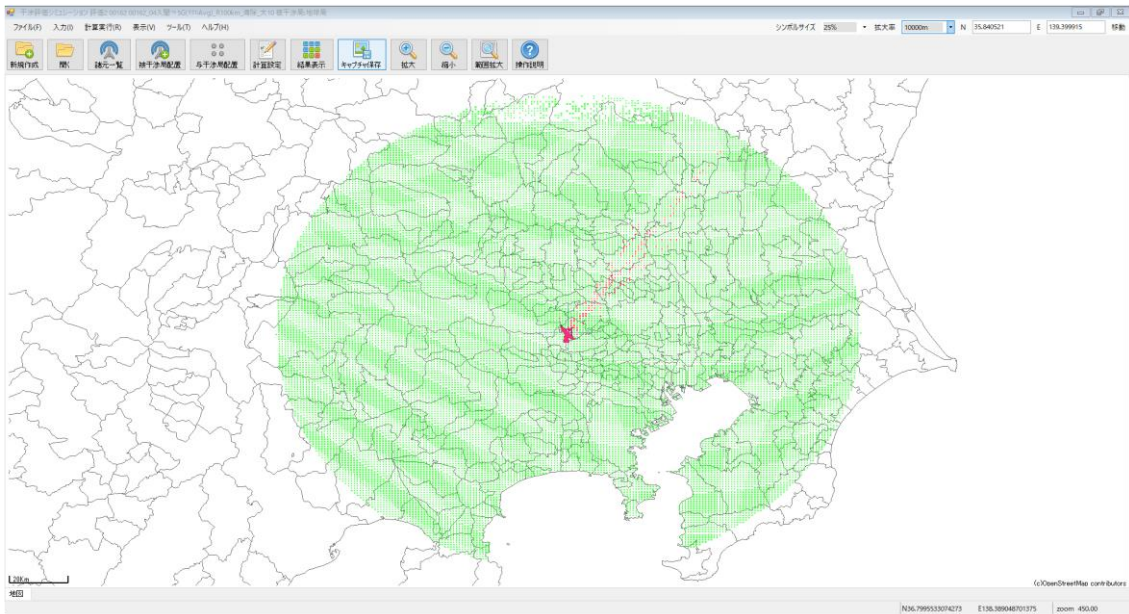 ファイル(F) 入力(I) 計算実行(R) 表示(V) ツール(T) ヘルプ(H)
シンボルサイズ 25% 拡大率 10000m N 35.840521 E 139.399915 移動
新規作成 開く 諸元一覧 被干渉局配置 与干渉局配置 計算設定 結果表示 キャプチャ保存 拡大 縮小 範囲拡大 操作説明
20Km
(c)OpenStreetMap contributors
地図
N36.7995533074273 E138.389048701375 zoom 450.00